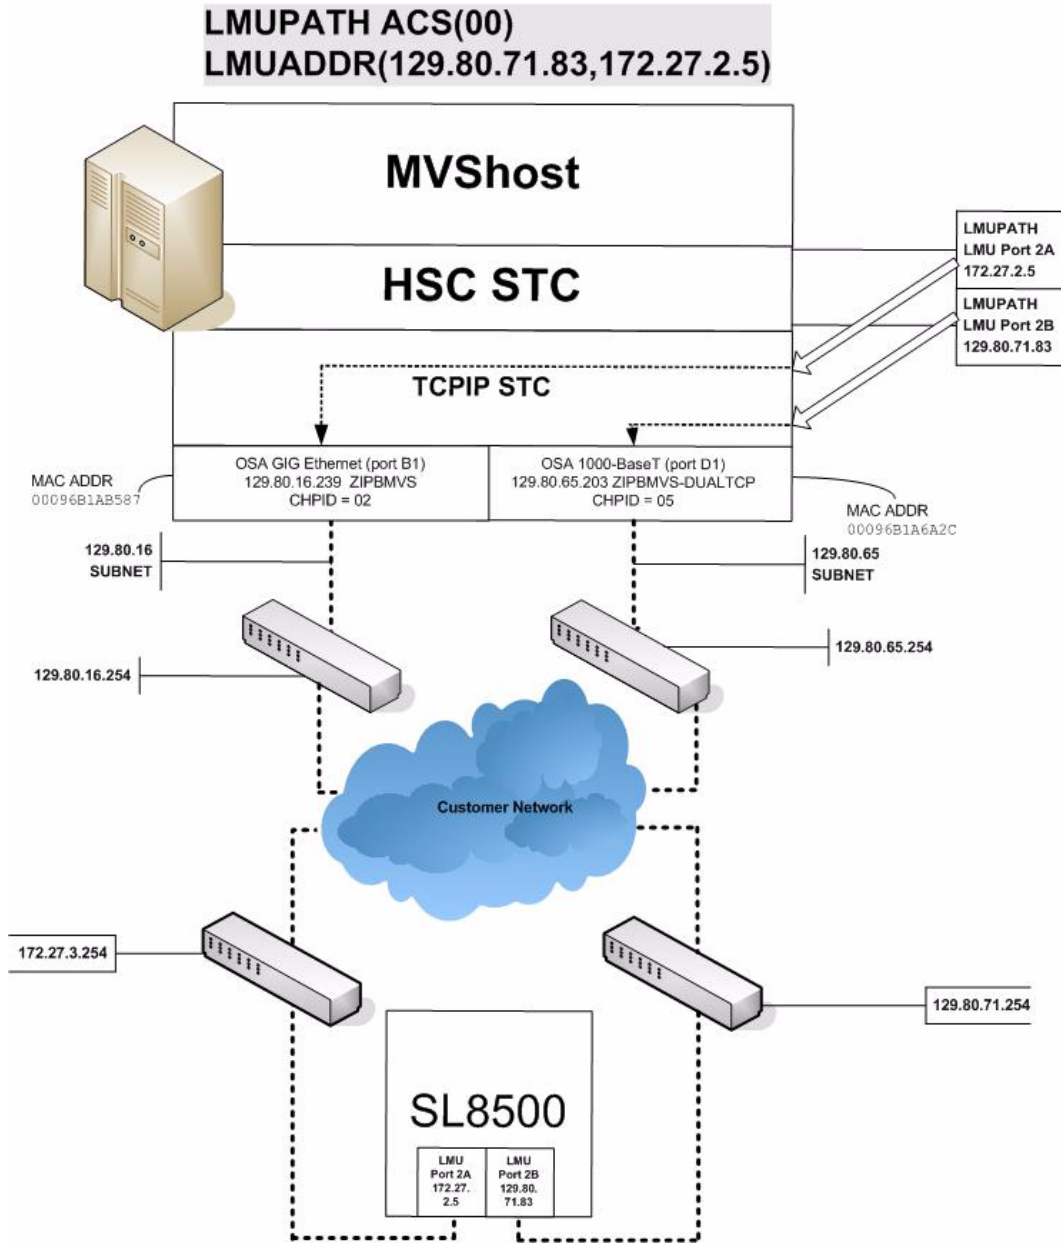 LMUPATH ACS(00)
LMUADDR(129.80.71.83,172.27.2.5)
MVShost
HSC STC
LMUPATH
LMU Port 2A
172.27.2.5
LMUPATH
LMU Port 2B
129.80.71.83
TCPIP STC
OSA GIG Ethernet (port B1)
129.80.16.239 ZIPBMVS
CHPID = 02
OSA 1000-BaseT (port D1)
129.80.65.203 ZIPBMVS-DUALTCP
CHPID = 05
MAC ADDR
00096B1AB587
MAC ADDR
00096B1A6A2C
129.80.16
SUBNET
129.80.65
SUBNET
129.80.16.254
129.80.65.254
Customer Network
172.27.3.254
129.80.71.254
SL8500
LMU
Port 2A
172.27.
2.5
LMU
Port 2B
129.80.
71.83